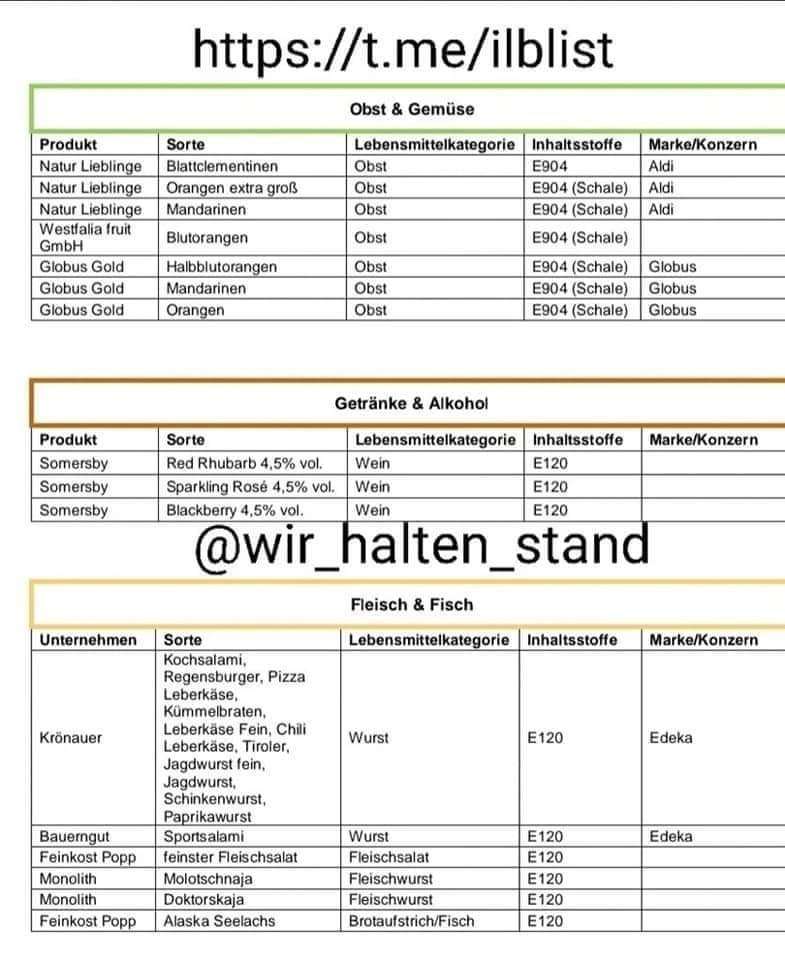 https://t.me/ilblist
Obst & Gemüse
Produkt Sorte Lebensmittelkategorie Inhaltsstoffe Marke/Konzern
Natur Lieblinge Blattclementinen Obst E904 Aldi
Natur Lieblinge Orangen extra groß Obst E904 (Schale) Aldi
Natur Lieblinge Mandarinen Obst E904 (Schale) Aldi
Westfalia fruit
GmbH Blutorangen Obst E904 (Schale)
Globus Gold Halbblutorangen Obst E904 (Schale) Globus
Globus Gold Mandarinen Obst E904 (Schale) Globus
Globus Gold Orangen Obst E904 (Schale) Globus
Getränke & Alkohol
Produkt Sorte Lebensmittelkategorie Inhaltsstoffe Marke/Konzern
Somersby Red Rhubarb 4,5% vol. Wein E120
Somersby Sparkling Rosé 4,5% vol. Wein E120
Somersby Blackberry 4,5% vol. Wein E120
@wir_halten_stand
Fleisch & Fisch
Unternehmen Sorte Lebensmittelkategorie Inhaltsstoffe Marke/Konzern
Kochsalami,
Regensburger, Pizza
Leberkäse,
Kümmelbraten,
Leberkäse Fein, Chili
Krönauer Leberkäse, Tiroler, Wurst E120 Edeka
Jagdwurst fein,
Jagdwurst,
Schinkenwurst,
Paprikawurst
Bauerngut Sportsalami Wurst E120 Edeka
Feinkost Popp feinster Fleischsalat Fleischsalat E120
Monolith Molotschnaja Fleischwurst E120
Monolith Doktorskaja Fleischwurst E120
Feinkost Popp Alaska Seelachs Brotaufstrich/Fisch E120